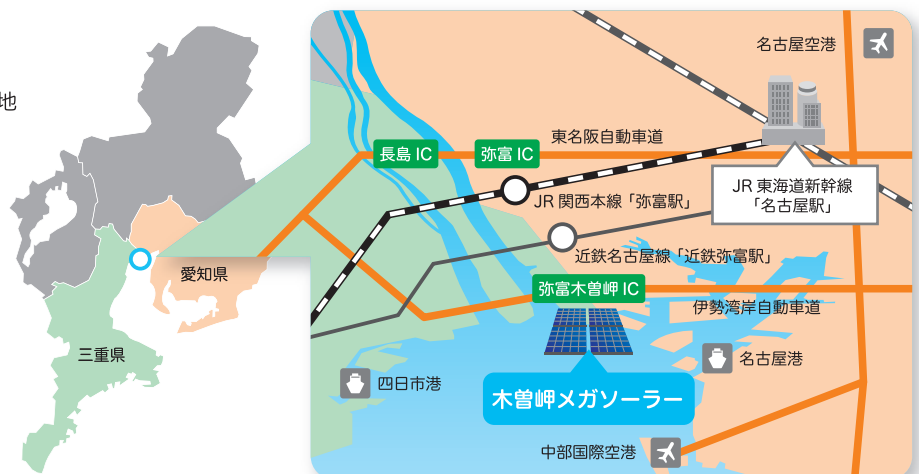 地
愛知県
三重県
名古屋空港
東名阪自動車道
長島 IC
弥富 IC
JR 東海道新幹線
「名古屋駅」
JR 関西本線「弥富駅」
近鉄名古屋線「近鉄弥富駅」
弥富木曽岬 IC
伊勢湾岸自動車道
名古屋港
四日市港
木曽岬メガソーラー
中部国際空港